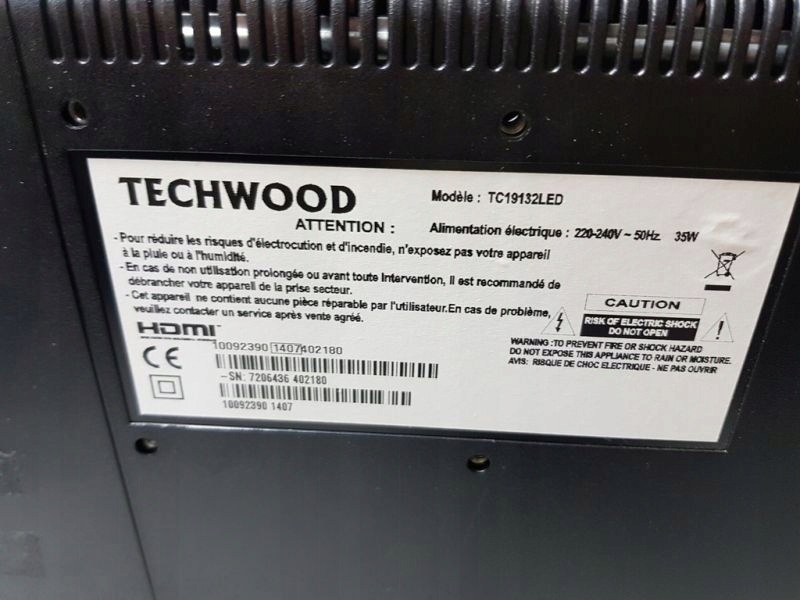 TECHWOOD
Modèle : TC19132LED
ATTENTION :
Alimentation électrique : 220-240V ~ 50Hz 35W
- Pour réduire les risques d'électrocution et d'incendie, n'exposez pas votre appareil
à la pluie ou à l'humidité.
- En cas de non utilisation prolongée ou avant toute intervention, il est recommandé de
débrancher votre appareil de la prise secteur.
- Cet appareil ne contient aucune pièce réparable par l'utilisateur.En cas de problème,
veuillez contacter un service après vente agréé.
CAUTION
RISK OF ELECTRIC SHOCK
DO NOT OPEN
WARNING :TO PREVENT FIRE OR SHOCK HAZARD
DO NOT EXPOSE THIS APPLIANCE TO RAIN OR MOISTURE.
AVIS: RISQUE DE CHOC ELECTRIQUE - NE PAS OUVRIR
HDMI
10092390 1407 402180
CE
-SN: 7206436 402180
10092390 1407